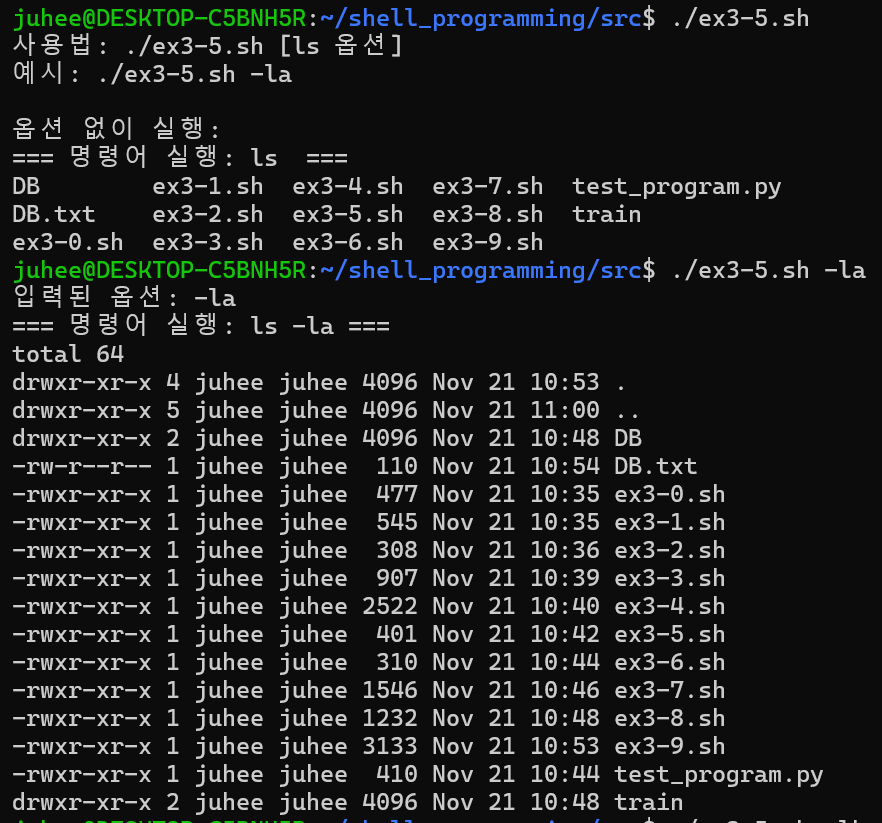 juhee@DESKTOP-C5BNH5R:~/shell_programming/src$ ./ex3-5.sh
사용법: ./ex3-5.sh [ls 옵션]
예시: ./ex3-5.sh -la
옵션 없이 실행:
=== 명령어 실행: ls  ===
DB        ex3-1.sh  ex3-4.sh  ex3-7.sh  test_program.py
DB.txt    ex3-2.sh  ex3-5.sh  ex3-8.sh  train
ex3-0.sh  ex3-3.sh  ex3-6.sh  ex3-9.sh
juhee@DESKTOP-C5BNH5R:~/shell_programming/src$ ./ex3-5.sh -la
입력된 옵션: -la
=== 명령어 실행: ls -la ===
total 64
drwxr-xr-x 4 juhee juhee 4096 Nov 21 10:53 .
drwxr-xr-x 5 juhee juhee 4096 Nov 21 11:00 ..
drwxr-xr-x 2 juhee juhee 4096 Nov 21 10:48 DB
-rw-r--r-- 1 juhee juhee  110 Nov 21 10:54 DB.txt
-rwxr-xr-x 1 juhee juhee  477 Nov 21 10:35 ex3-0.sh
-rwxr-xr-x 1 juhee juhee  545 Nov 21 10:35 ex3-1.sh
-rwxr-xr-x 1 juhee juhee  308 Nov 21 10:36 ex3-2.sh
-rwxr-xr-x 1 juhee juhee  907 Nov 21 10:39 ex3-3.sh
-rwxr-xr-x 1 juhee juhee 2522 Nov 21 10:40 ex3-4.sh
-rwxr-xr-x 1 juhee juhee  401 Nov 21 10:42 ex3-5.sh
-rwxr-xr-x 1 juhee juhee  310 Nov 21 10:44 ex3-6.sh
-rwxr-xr-x 1 juhee juhee 1546 Nov 21 10:46 ex3-7.sh
-rwxr-xr-x 1 juhee juhee 1232 Nov 21 10:48 ex3-8.sh
-rwxr-xr-x 1 juhee juhee 3133 Nov 21 10:53 ex3-9.sh
-rwxr-xr-x 1 juhee juhee  410 Nov 21 10:44 test_program.py
drwxr-xr-x 2 juhee juhee 4096 Nov 21 10:48 train